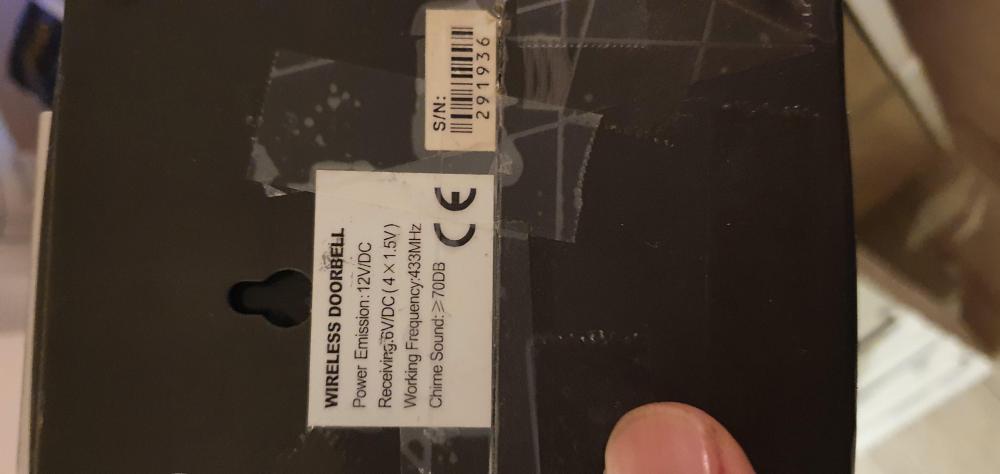 S/N:
291936
WIRELESS DOORBELL
Power Emission:12V/DC
Receiving:6V/DC ( 4 × 1.5V )
Working Frequency:433MHz
Chime Sound: ≥70DB
CE